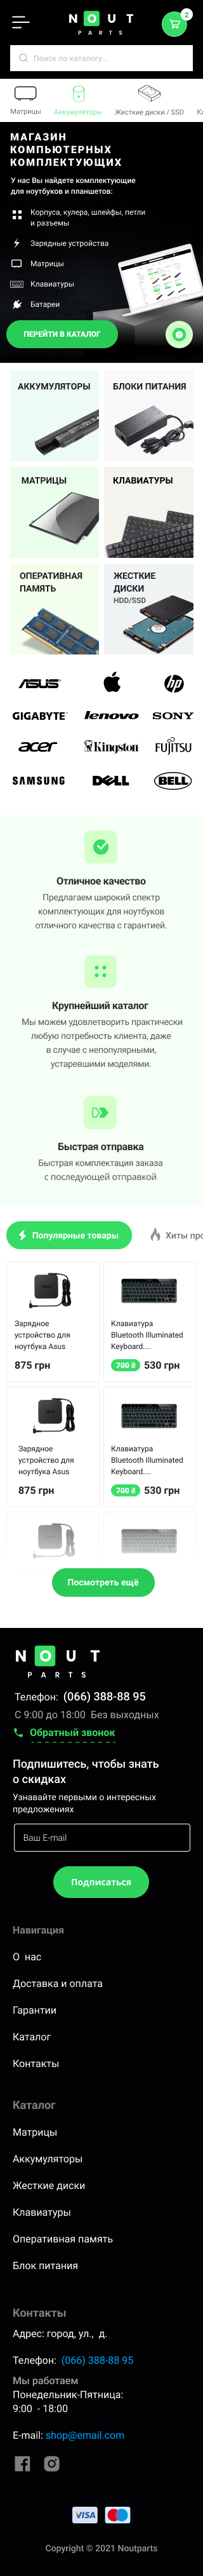 NOUT
PARTS
2
Поиск по каталогу...
Матрицы
Аккумуляторы
Жесткие диски / SSD
МАГАЗИН
КОМПЬЮТЕРНЫХ
КОМПЛЕКТУЮЩИХ
У нас Вы найдете комплектующие
для ноутбуков и планшетов:
Корпуса, кулера, шлейфы, петли
и разъемы
Зарядные устройства
Матрицы
Клавиатуры
Батареи
ПЕРЕЙТИ В КАТАЛОГ
АККУМУЛЯТОРЫ
БЛОКИ ПИТАНИЯ
МАТРИЦЫ
КЛАВИАТУРЫ
ОПЕРАТИВНАЯ
ПАМЯТЬ
ЖЕСТКИЕ
ДИСКИ
HDD/SSD
ASUS
hp
GIGABYTE
lenovo
SONY
acer
Kingston
FUJITSU
SAMSUNG
DELL
BELL
Отличное качество
Предлагаем широкий спектр
комплектующих для ноутбуков
отличного качества с гарантией.
Крупнейший каталог
Мы можем удовлетворить практически
любую потребность клиента, даже
в случае с непопулярными,
устаревшими моделями.
Быстрая отправка
Быстрая комплектация заказа
с последующей отправкой
Популярные товары
Хиты
Зарядное
устройство для
ноутбука Asus
875 грн
Клавиатура
Bluetooth Illuminated
Keyboard....
700 ₴
530 грн
Зарядное
устройство для
ноутбука Asus
875 грн
Клавиатура
Bluetooth Illuminated
Keyboard....
700 ₴
530 грн
Посмотреть ещё
NOUT
PARTS
Телефон: (066) 388-88 95
С 9:00 до 18:00 Без выходных
Обратный звонок
Подпишитесь, чтобы знать
о скидках
Узнавайте первыми о интересных
предложениях
Ваш E-mail
Подписаться
Навигация
О нас
Доставка и оплата
Гарантии
Каталог
Контакты
Каталог
Матрицы
Аккумуляторы
Жесткие диски
Клавиатуры
Оперативная память
Блок питания
Контакты
Адрес: город, ул., д.
Телефон: (066) 388-88 95
Мы работаем
Понедельник-Пятница:
9:00 - 18:00
E-mail: shop@email.com
VISA
Copyright © 2021 Noutparts